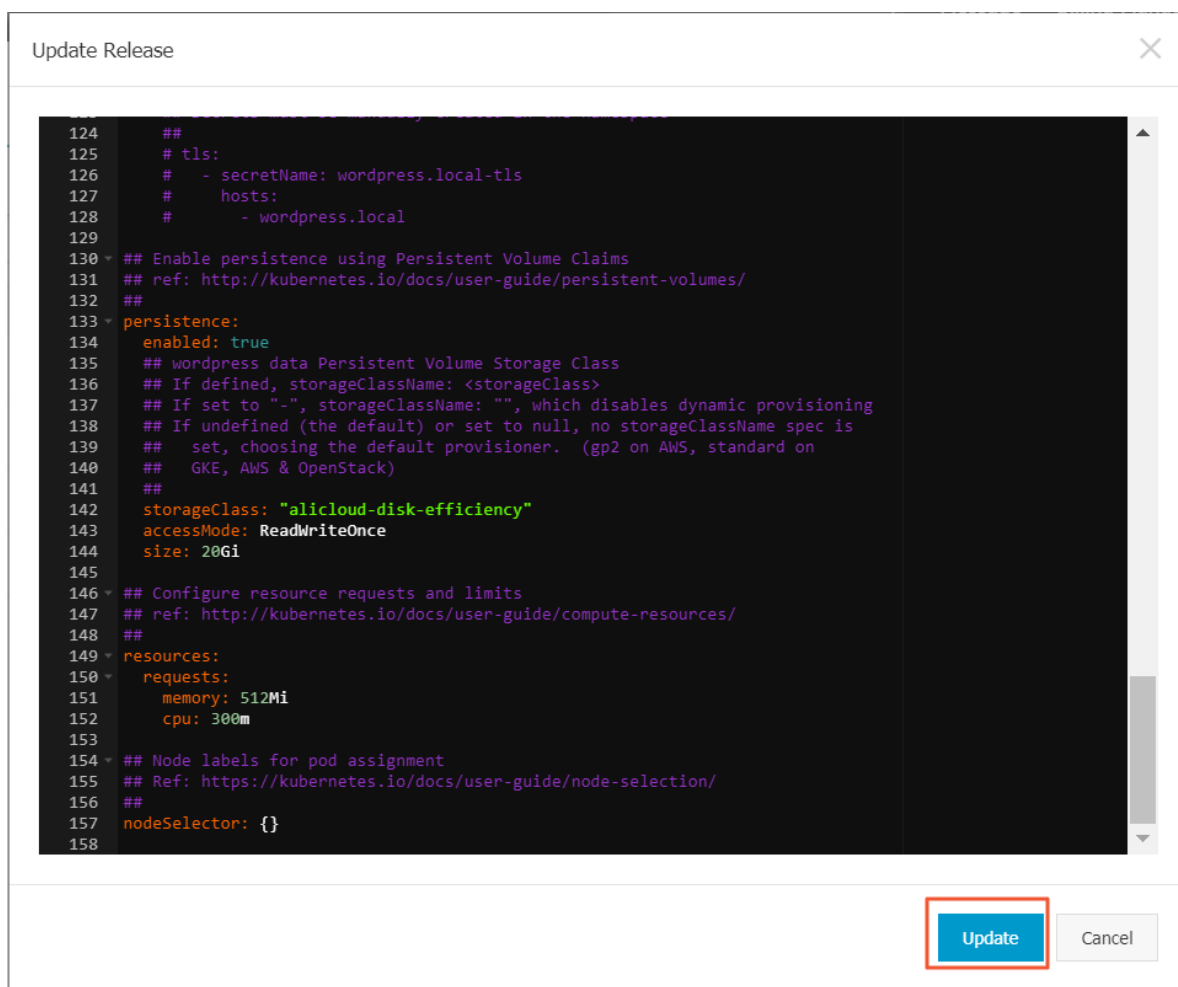 Update Release
124 ##
125 # tls:
126 #   - secretName: wordpress.local-tls
127 #     hosts:
128 #       - wordpress.local
129
130 ## Enable persistence using Persistent Volume Claims
131 ## ref: http://kubernetes.io/docs/user-guide/persistent-volumes/
132 ##
133 persistence:
134   enabled: true
135   ## wordpress data Persistent Volume Storage Class
136   ## If defined, storageClassName: <storageClass>
137   ## If set to "-", storageClassName: "", which disables dynamic provisioning
138   ## If undefined (the default) or set to null, no storageClassName spec is
139   ##   set, choosing the default provisioner.  (gp2 on AWS, standard on
140   ##   GKE, AWS & OpenStack)
141   ##
142   storageClass: "alicloud-disk-efficiency"
143   accessMode: ReadWriteOnce
144   size: 20Gi
145
146 ## Configure resource requests and limits
147 ## ref: http://kubernetes.io/docs/user-guide/compute-resources/
148 ##
149 resources:
150   requests:
151     memory: 512Mi
152     cpu: 300m
153
154 ## Node labels for pod assignment
155 ## Ref: https://kubernetes.io/docs/user-guide/node-selection/
156 ##
157 nodeSelector: {}
158
Update
Cancel